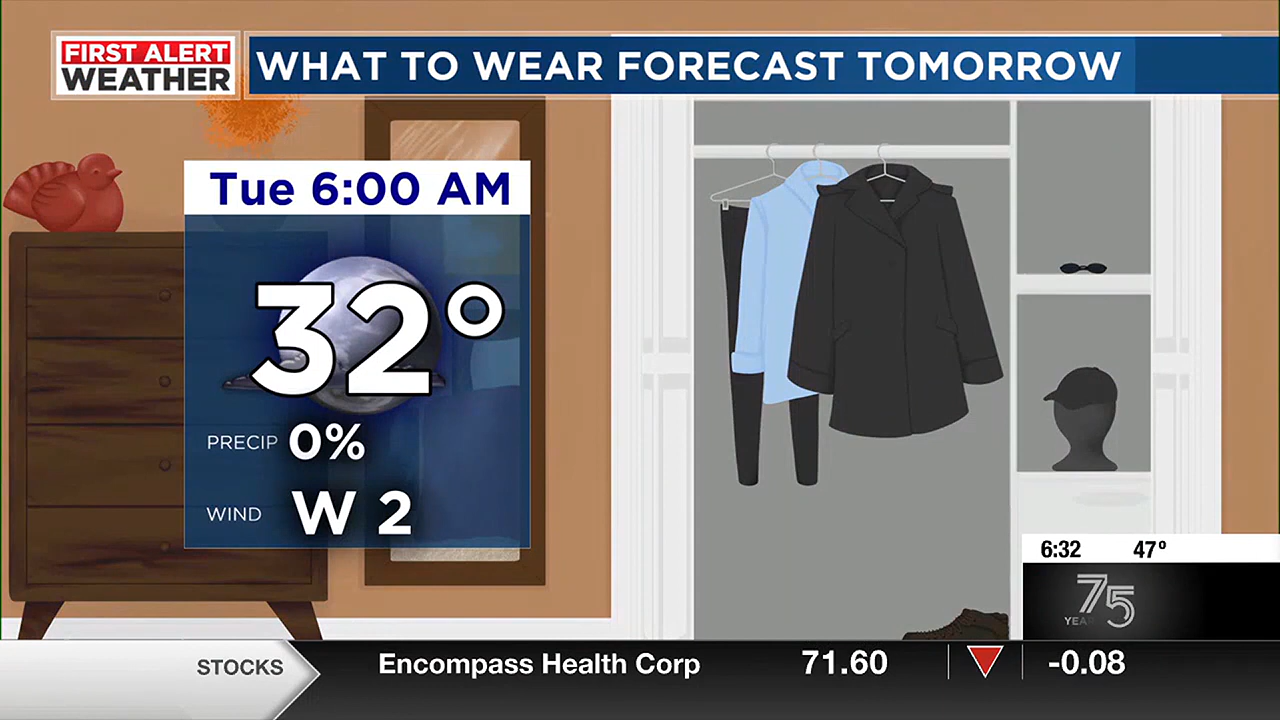 FIRST ALERT
WEATHER
WHAT TO WEAR FORECAST TOMORROW
Tue 6:00 AM
32°
PRECIP 0%
WIND W 2
6:32 47°
75
YEA
STOCKS Encompass Health Corp 71.60 -0.08